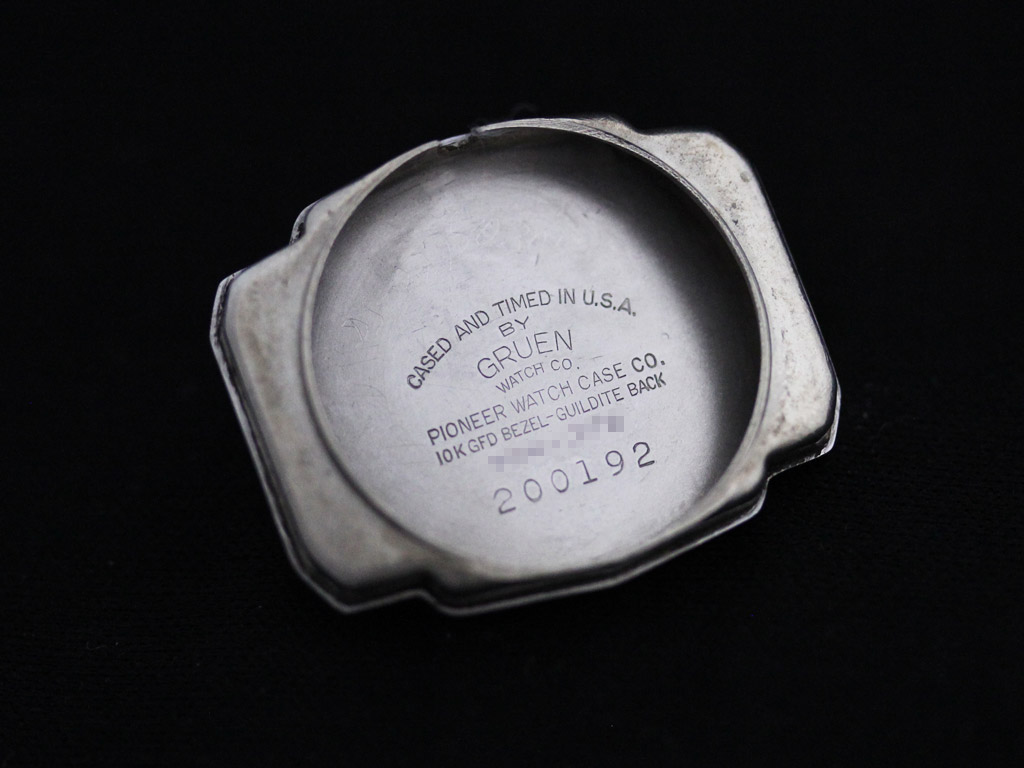 CASED AND TIMED IN U.S.A.
BY
GRUEN
WATCH CO.
PIONEER WATCH CASE CO.
10K GFD BEZEL-GUILDITE BACK
200192